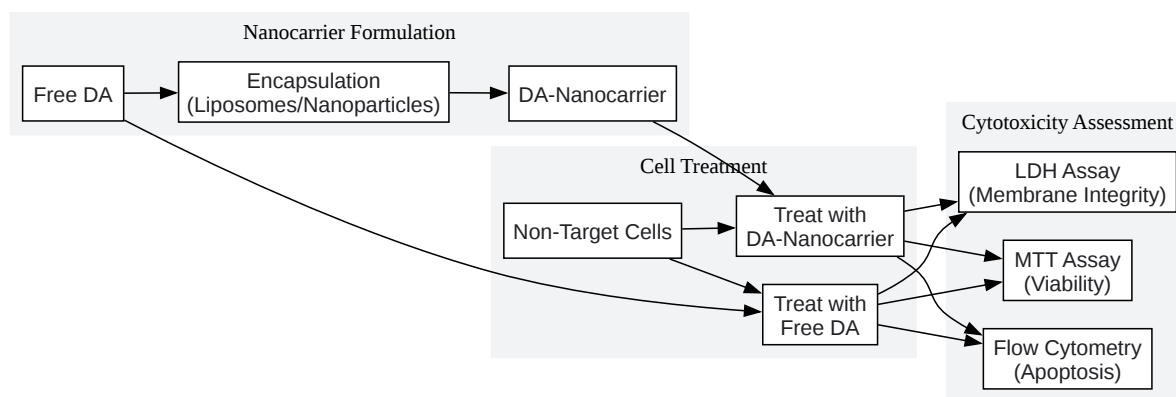 Nanocarrier Formulation
Free DA
Encapsulation
(Liposomes/Nanoparticles)
DA-Nanocarrier
Cell Treatment
Non-Target Cells
Treat with
DA-Nanocarrier
Treat with
Free DA
Cytotoxicity Assessment
LDH Assay
(Membrane Integrity)
MTT Assay
(Viability)
Flow Cytometry
(Apoptosis)